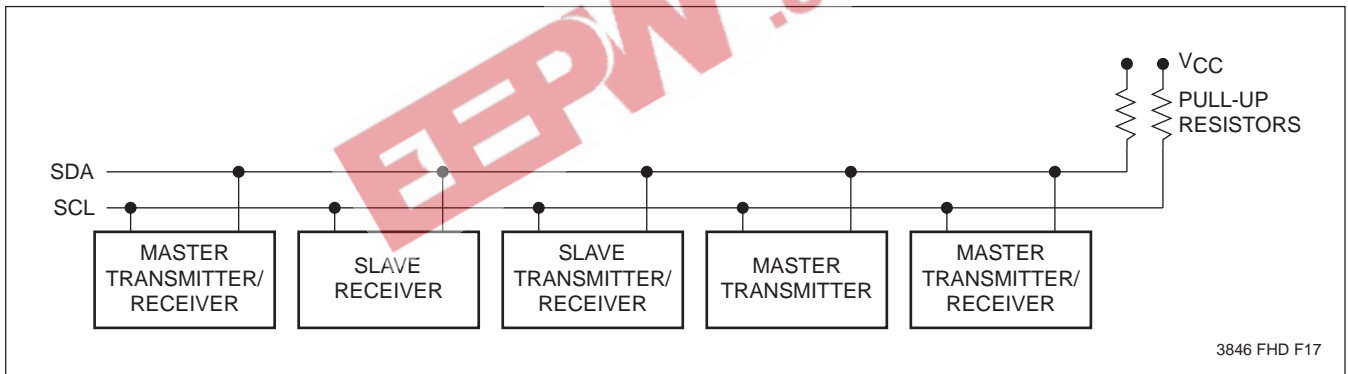 EEPW.c
VCC
PULL-UP
RESISTORS
SDA
SCL
MASTER
TRANSMITTER/
RECEIVER
SLAVE
RECEIVER
SLAVE
TRANSMITTER/
RECEIVER
MASTER
TRANSMITTER
MASTER
TRANSMITTER/
RECEIVER
3846 FHD F17